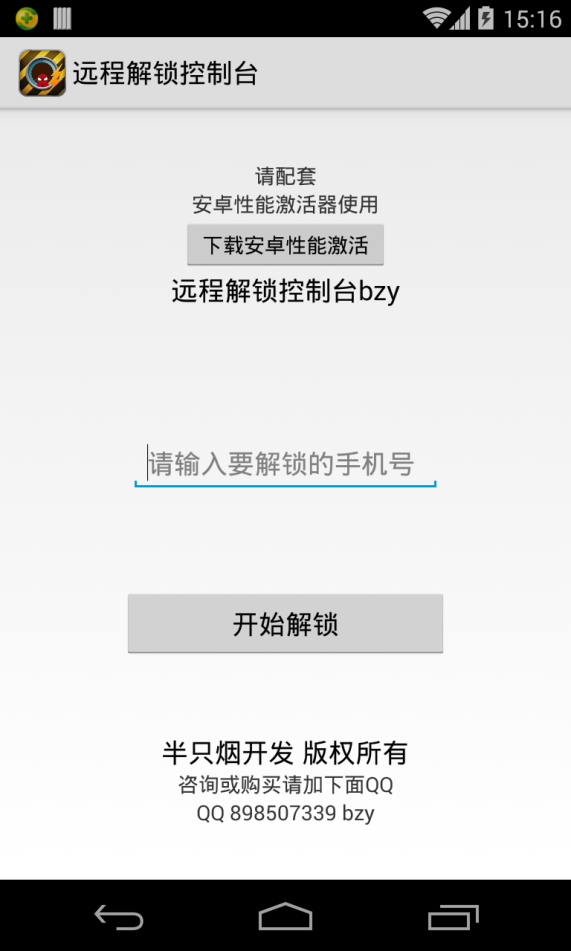 15:16
远程解锁控制台
请配套
安卓性能激活器使用
下载安卓性能激活
远程解锁控制台bzy
请输入要解锁的手机号
开始解锁
半只烟开发 版权所有
咨询或购买请加下面QQ
QQ 898507339 bzy